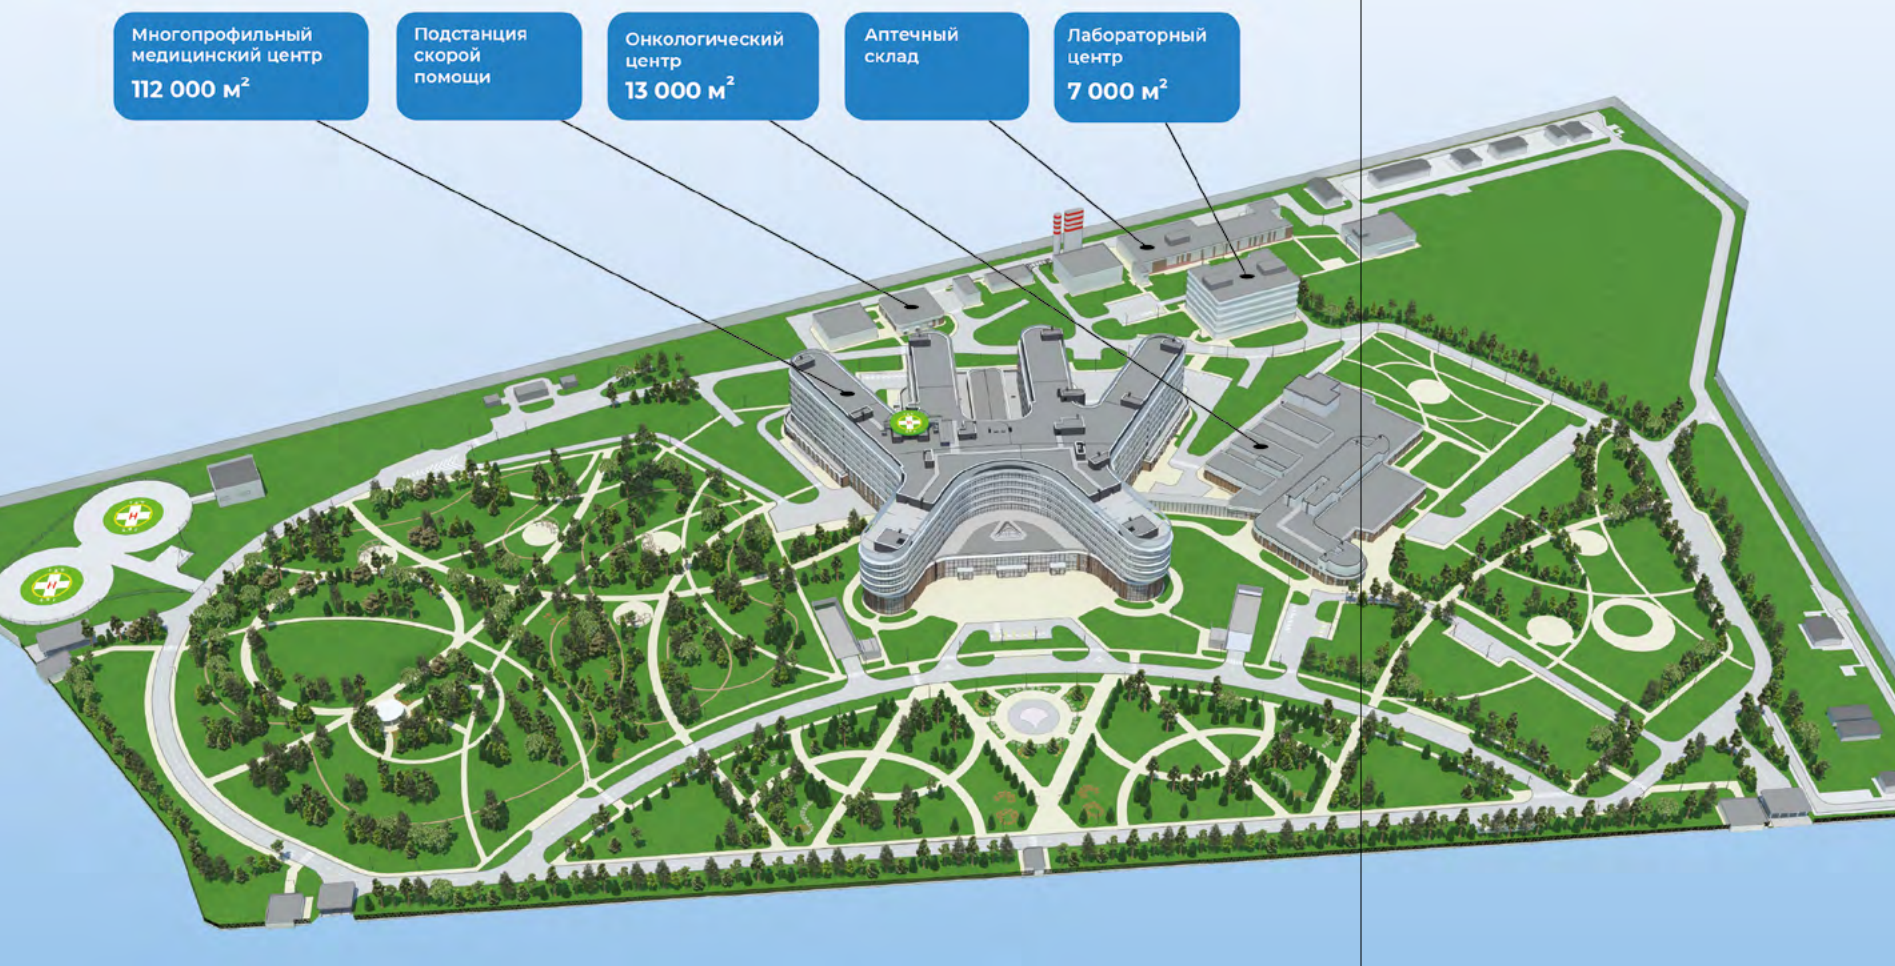 Многопрофильный
медицинский центр
112 000 м²
Подстанция
скорой
помощи
Онкологический
центр
13 000 м²
Аптечный
склад
Лабораторный
центр
7 000 м²
H
H